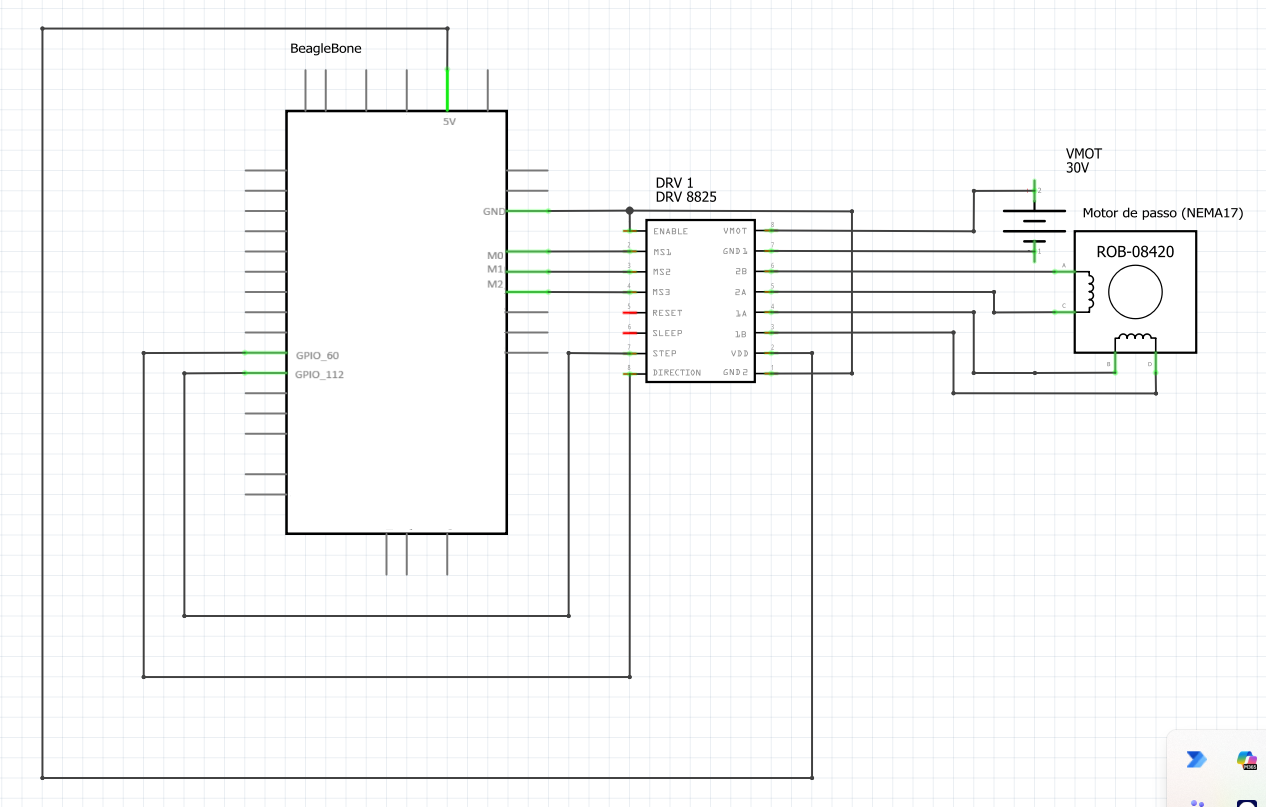 BeagleBone
5V
GND
M0
M1
M2
GPIO_60
GPIO_112
DRV 1
DRV 8825
ENABLE
MS1
MS2
MS3
RESET
SLEEP
STEP
DIRECTION
2
3
4
5
6
7
8
VMOT
GND1
2B
2A
1A
1B
VDD
GND2
8
7
6
5
4
3
2
1
VMOT
30V
2
1
Motor de passo (NEMA17)
ROB-08420
A
C
B
D
M365